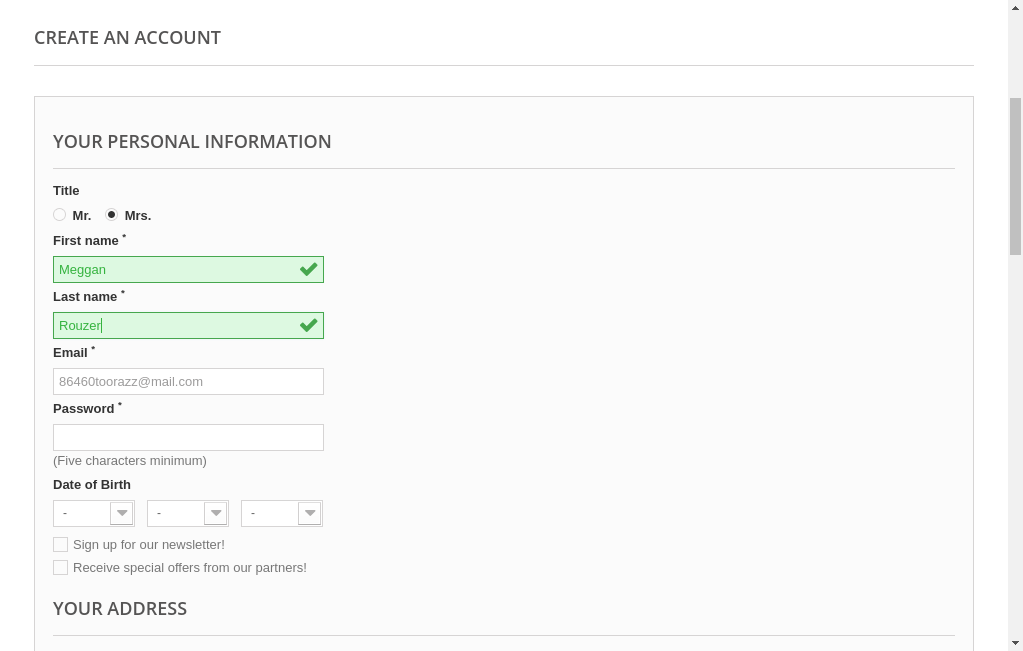 CREATE AN ACCOUNT
YOUR PERSONAL INFORMATION
Title
Mr. Mrs.
First name *
Meggan
Last name *
Rouzer
Email *
86460toorazz@mail.com
Password *
(Five characters minimum)
Date of Birth
- - -
Sign up for our newsletter!
Receive special offers from our partners!
YOUR ADDRESS